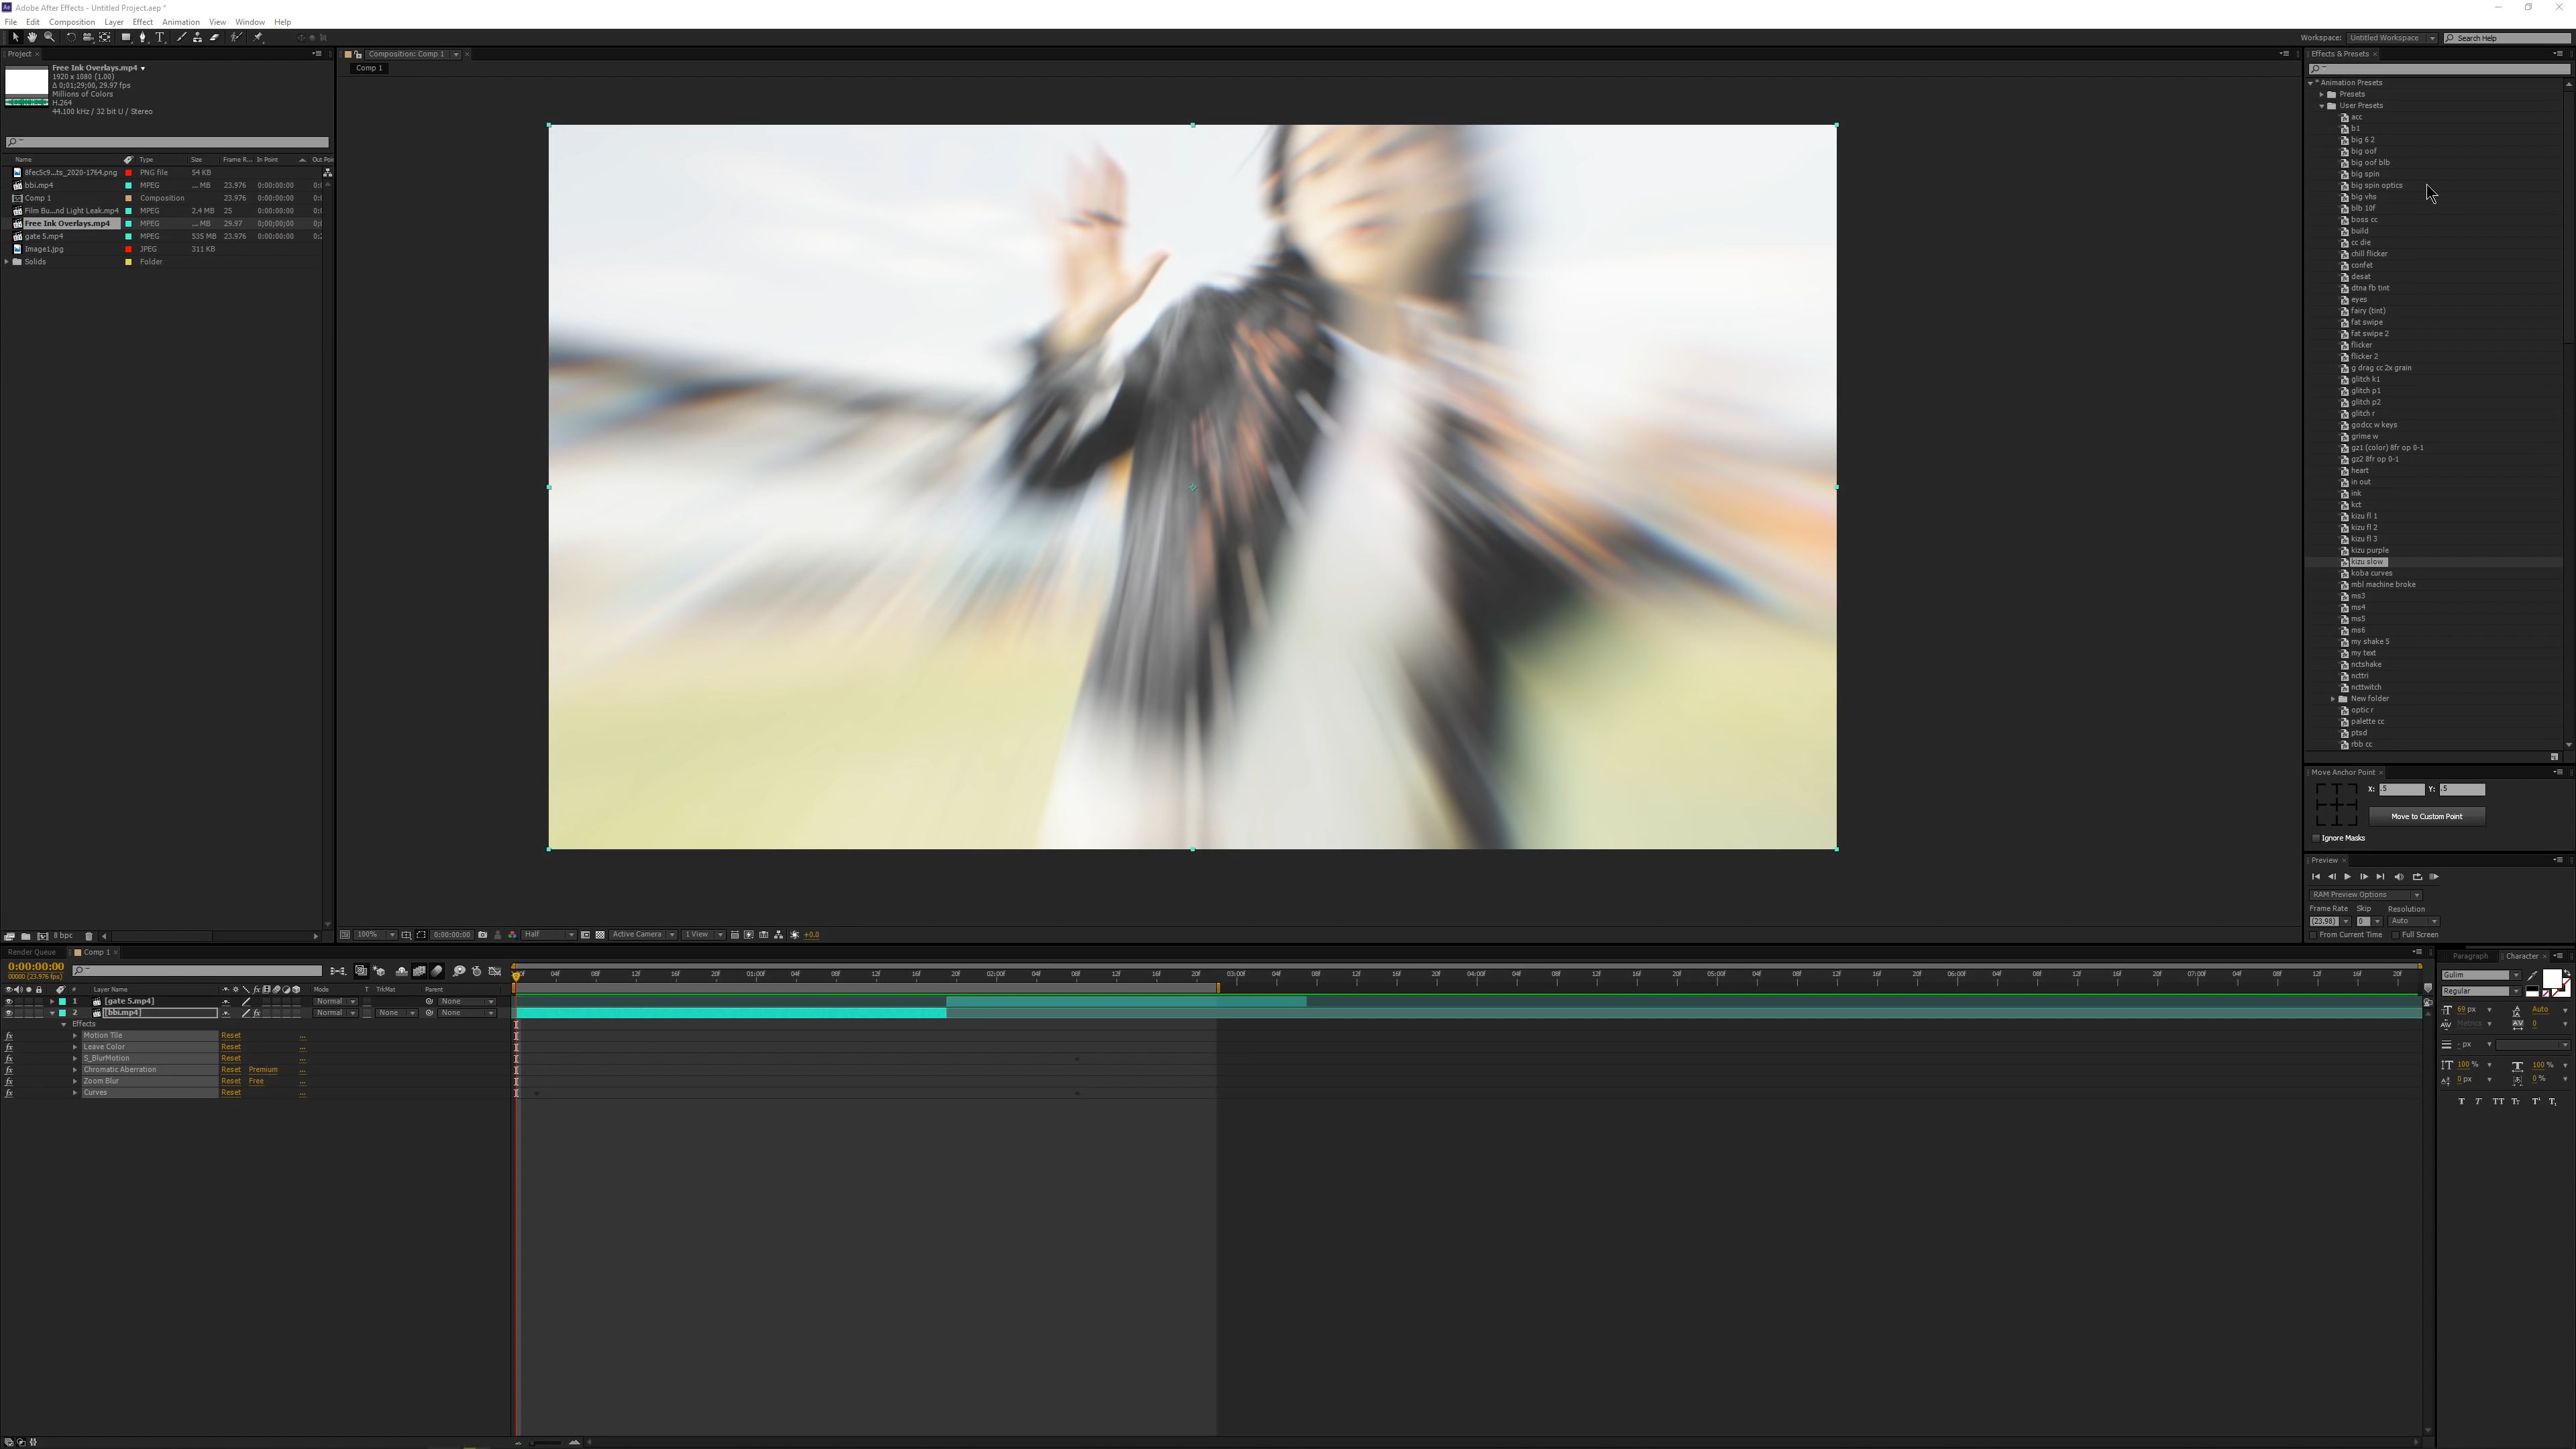 Adobe After Effects - Untitled Project.aep *
File Edit Composition Layer Effect Animation View Window Help
Workspace: Untitled Workspace Search Help
Project
Free Ink Overlays.mp4
1920 x 1080 (1.00)
Δ 0;01;29;00, 29.97 fps
Millions of Colors
H.264
44.100 kHz / 32 bit U / Stereo
Name Type Size Frame R... In Point Out Poi
8fec5c9...ts_2020-1764.png PNG file 54 KB
bbi.mp4 MPEG ... MB 23.976 0:00:00:00 0:(
Comp 1 Composition 23.976 0:00:00:00 0:(
Film Bu...nd Light Leak.mp4 MPEG 2.4 MB 25 0:00:00:00 0:(
Free Ink Overlays.mp4 MPEG ... MB 29.97 0;00;00;00 0;(
gate 5.mp4 MPEG 535 MB 23.976 0:00:00:00 0:2
Image1.jpg JPEG 311 KB
Solids Folder
8 bpc
Composition: Comp 1
Comp 1
100% 0:00:00:00 Half Active Camera 1 View +0.0
Effects & Presets
* Animation Presets
Presets
User Presets
acc
b1
big 6 2
big oof
big oof blb
big spin
big spin optics
big vhs
blb 10f
boss cc
build
cc die
chill flicker
confet
desat
dtna fb tint
eyes
fairy (tint)
fat swipe
fat swipe 2
flicker
flicker 2
g drag cc 2x grain
glitch k1
glitch p1
glitch p2
glitch r
godcc w keys
grime w
gz1 (color) 8fr op 0-1
gz2 8fr op 0-1
heart
in out
ink
kct
kizu fl 1
kizu fl 2
kizu fl 3
kizu purple
kizu slow
koba curves
mbl machine broke
ms3
ms4
ms5
ms6
my shake 5
my text
nctshake
ncttri
ncttwitch
New folder
optic r
palette cc
ptsd
rbb cc
Move Anchor Point
X: .5 Y: .5
Move to Custom Point
Ignore Masks
Preview
RAM Preview Options
Frame Rate Skip Resolution
(23.98) 0 Auto
From Current Time Full Screen
Render Queue Comp 1
0:00:00:00
00000 (23.976 fps)
00f 04f 08f 12f 16f 20f 01:00f 04f 08f 12f 16f 20f 02:00f 04f 08f 12f 16f 20f 03:00f 04f 08f 12f 16f 20f 04:00f 04f 08f 12f 16f 20f 05:00f 04f 08f 12f 16f 20f 06:00f 04f 08f 12f 16f 20f 07:00f 04f 08f 12f 16f 20f
# Layer Name Mode T TrkMat Parent
1 [gate 5.mp4] Normal None
2 [bbi.mp4] Normal None None
Effects
fx Motion Tile Reset ...
fx Leave Color Reset ...
fx S_BlurMotion Reset ...
fx Chromatic Aberration Reset Premium ...
fx Zoom Blur Reset Free ...
fx Curves Reset ...
Paragraph Character
Gulim
Regular
69 px Auto
Metrics 0
- px
100 % 100 %
0 px 0 %
T T TT Tt T¹ T₁